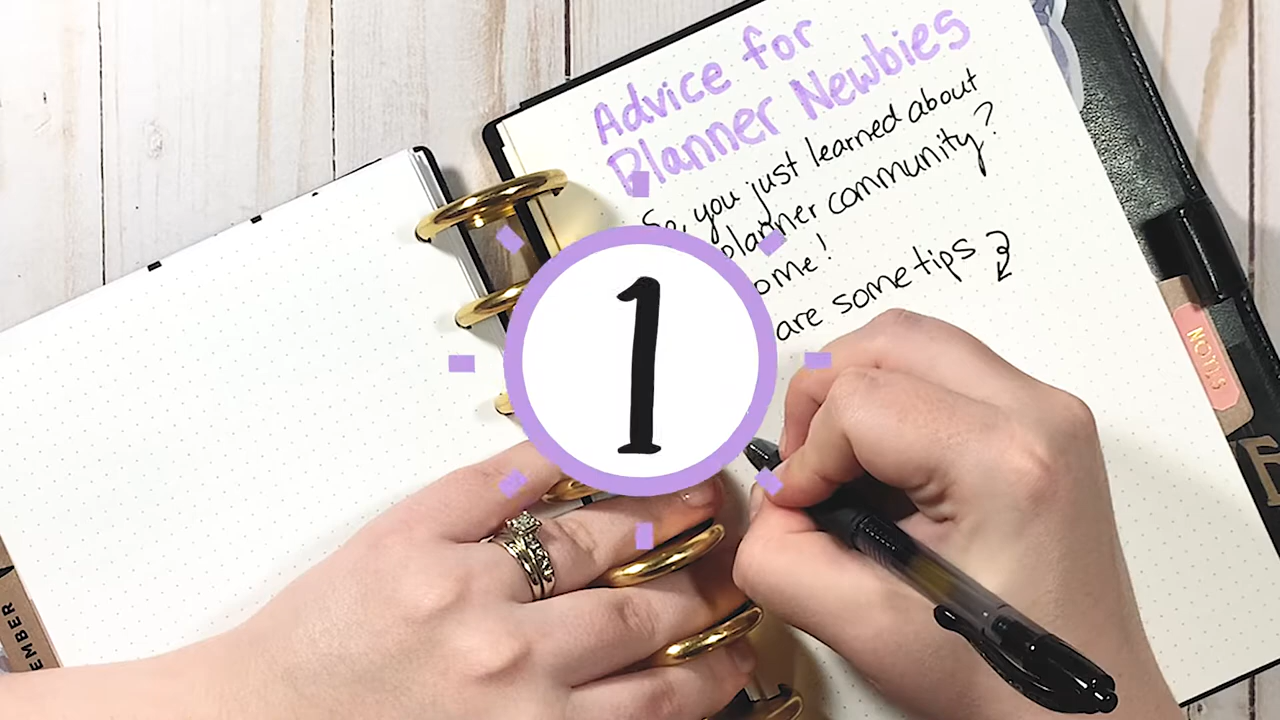 Advice for
Planner Newbies
So, you just learned about
planner community?
ome!
are some tips
1
NOTES
EMBER